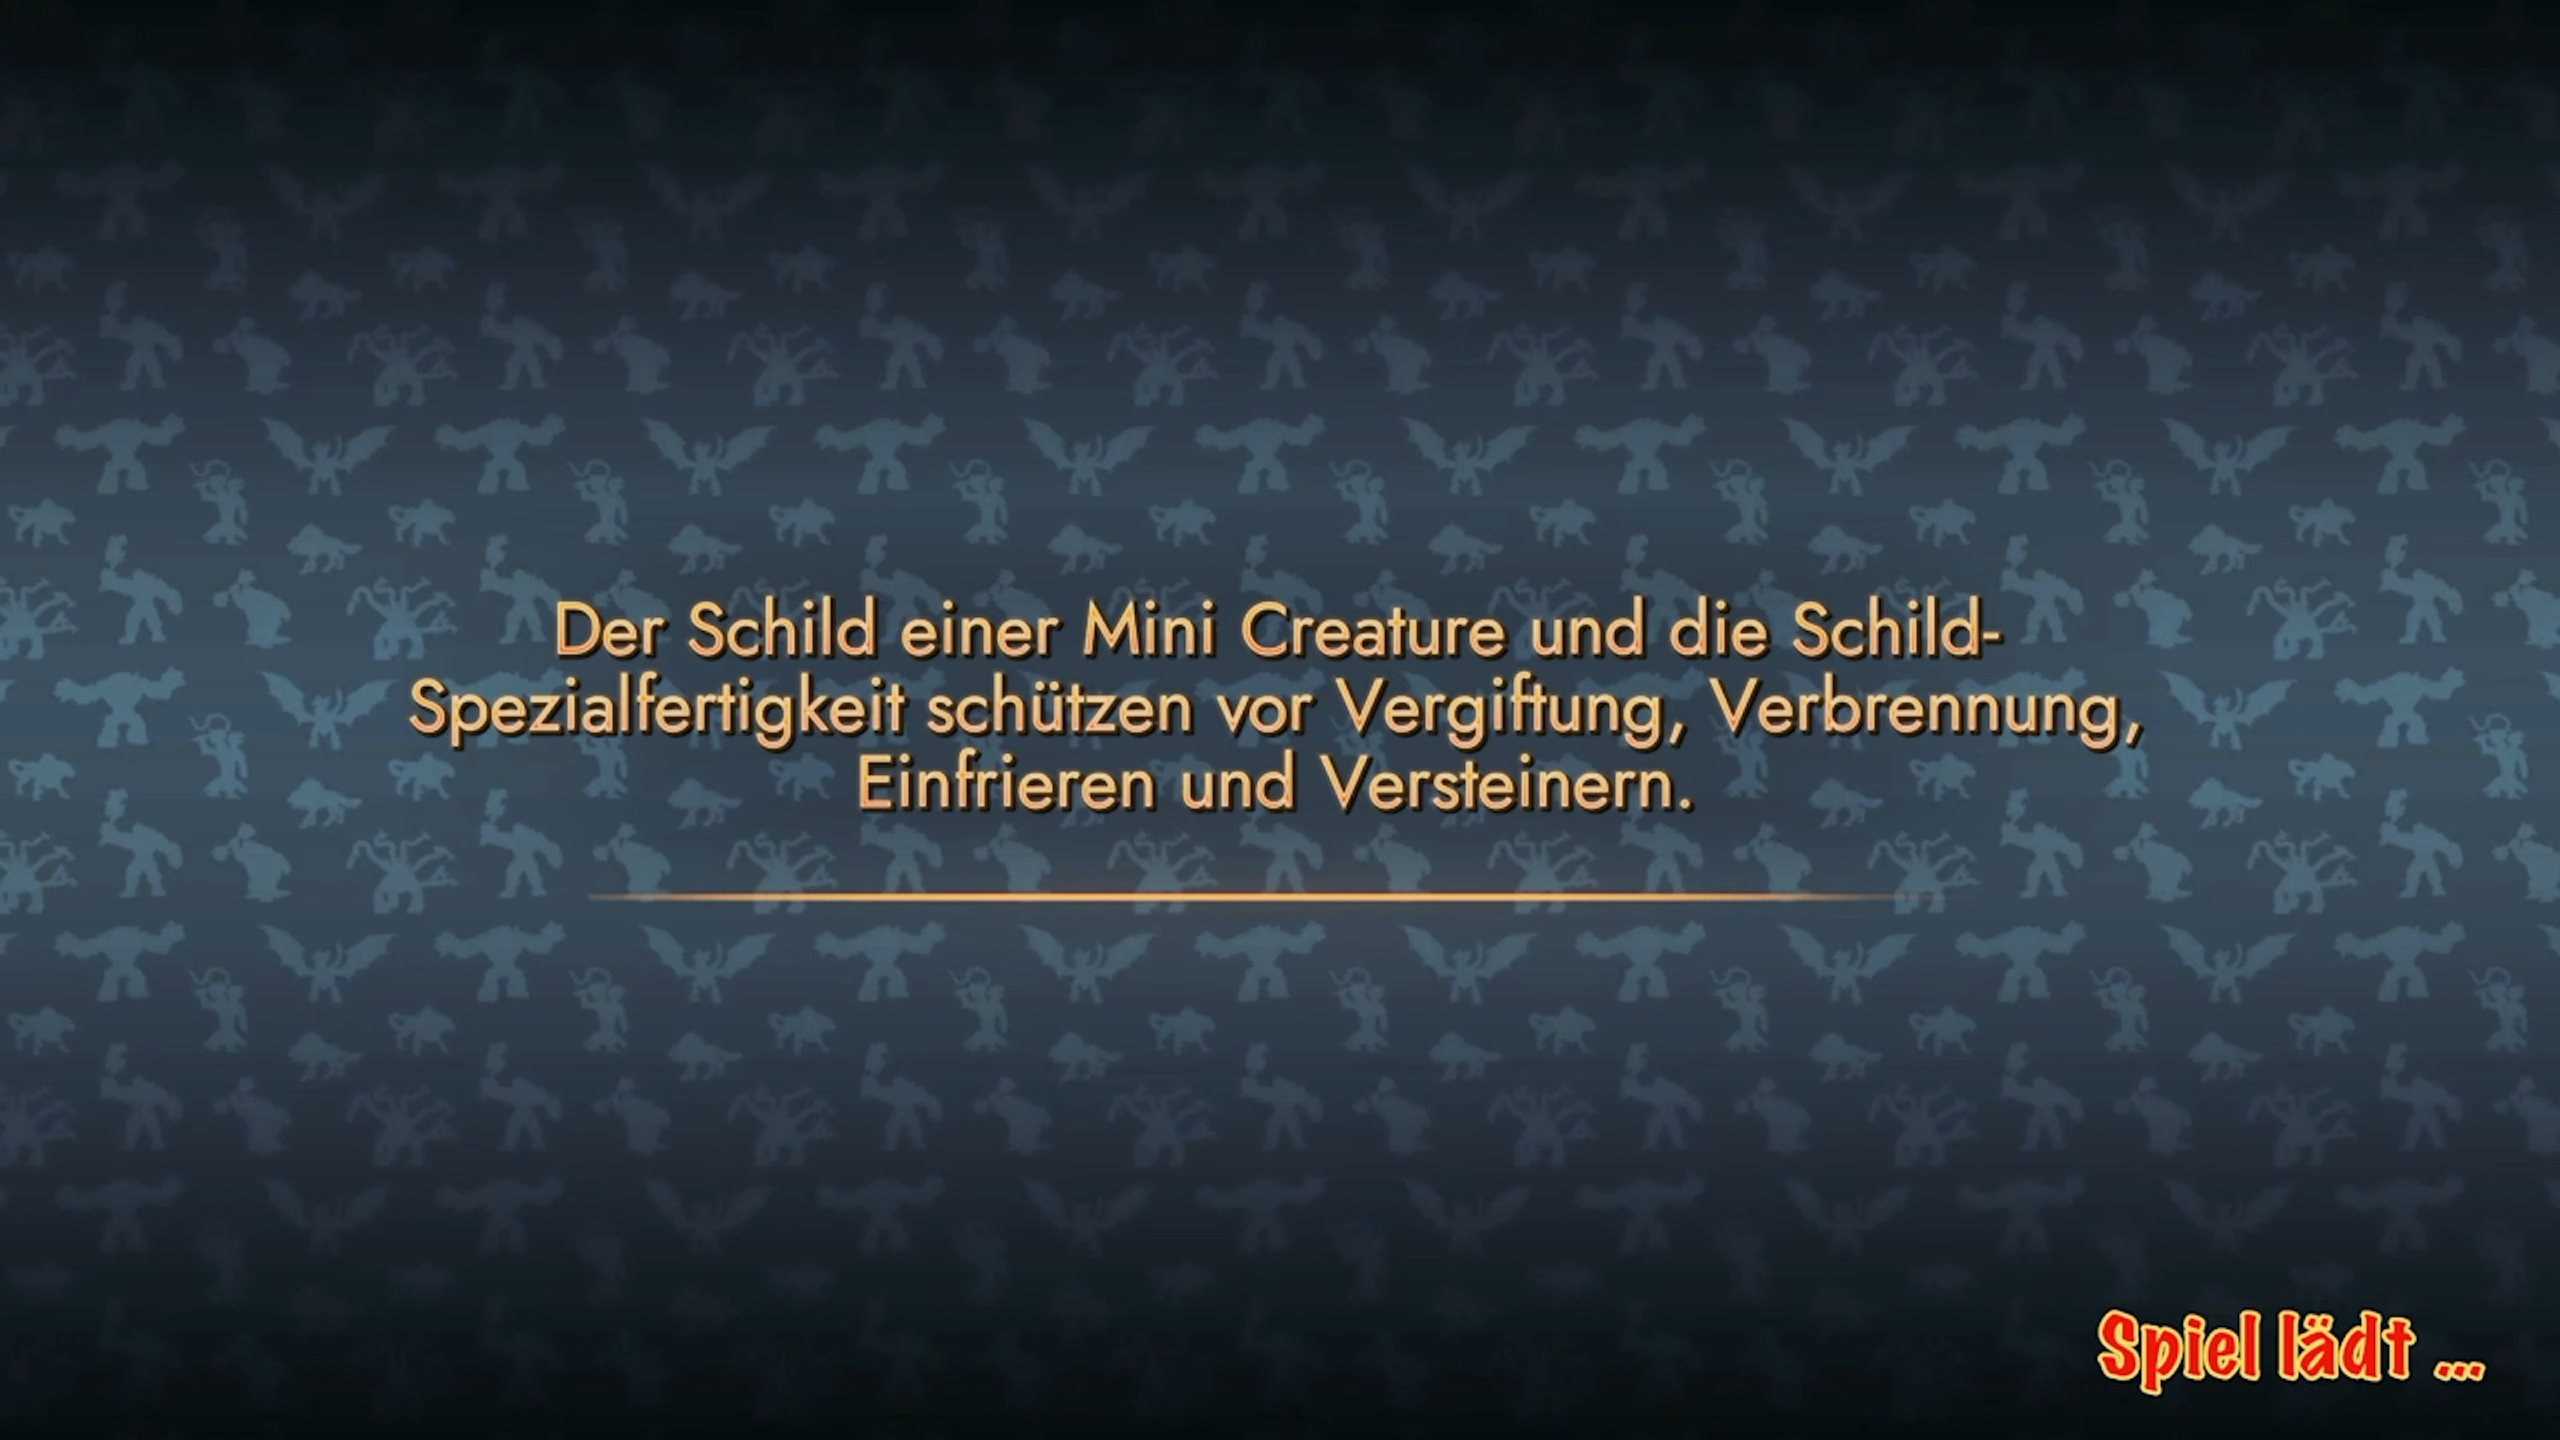 Der Schild einer Mini Creature und die Schild-
Spezialfertigkeit schützen vor Vergiftung, Verbrennung,
Einfrieren und Versteinern.
Spiel lädt ...